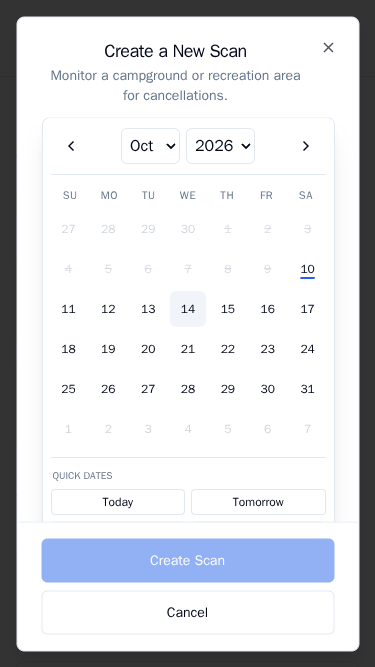 Create a New Scan
Monitor a campground or recreation area
for cancellations.
Oct 2026
SU MO TU WE TH FR SA
27 28 29 30 1 2 3
4 5 6 7 8 9 10
11 12 13 14 15 16 17
18 19 20 21 22 23 24
25 26 27 28 29 30 31
1 2 3 4 5 6 7
QUICK DATES
Today Tomorrow
Create Scan
Cancel